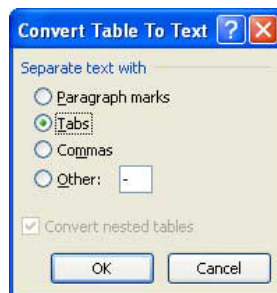 Convert Table To Text
Separate text with
Paragraph marks
Tabs
Commas
Other: -
Convert nested tables
OK Cancel